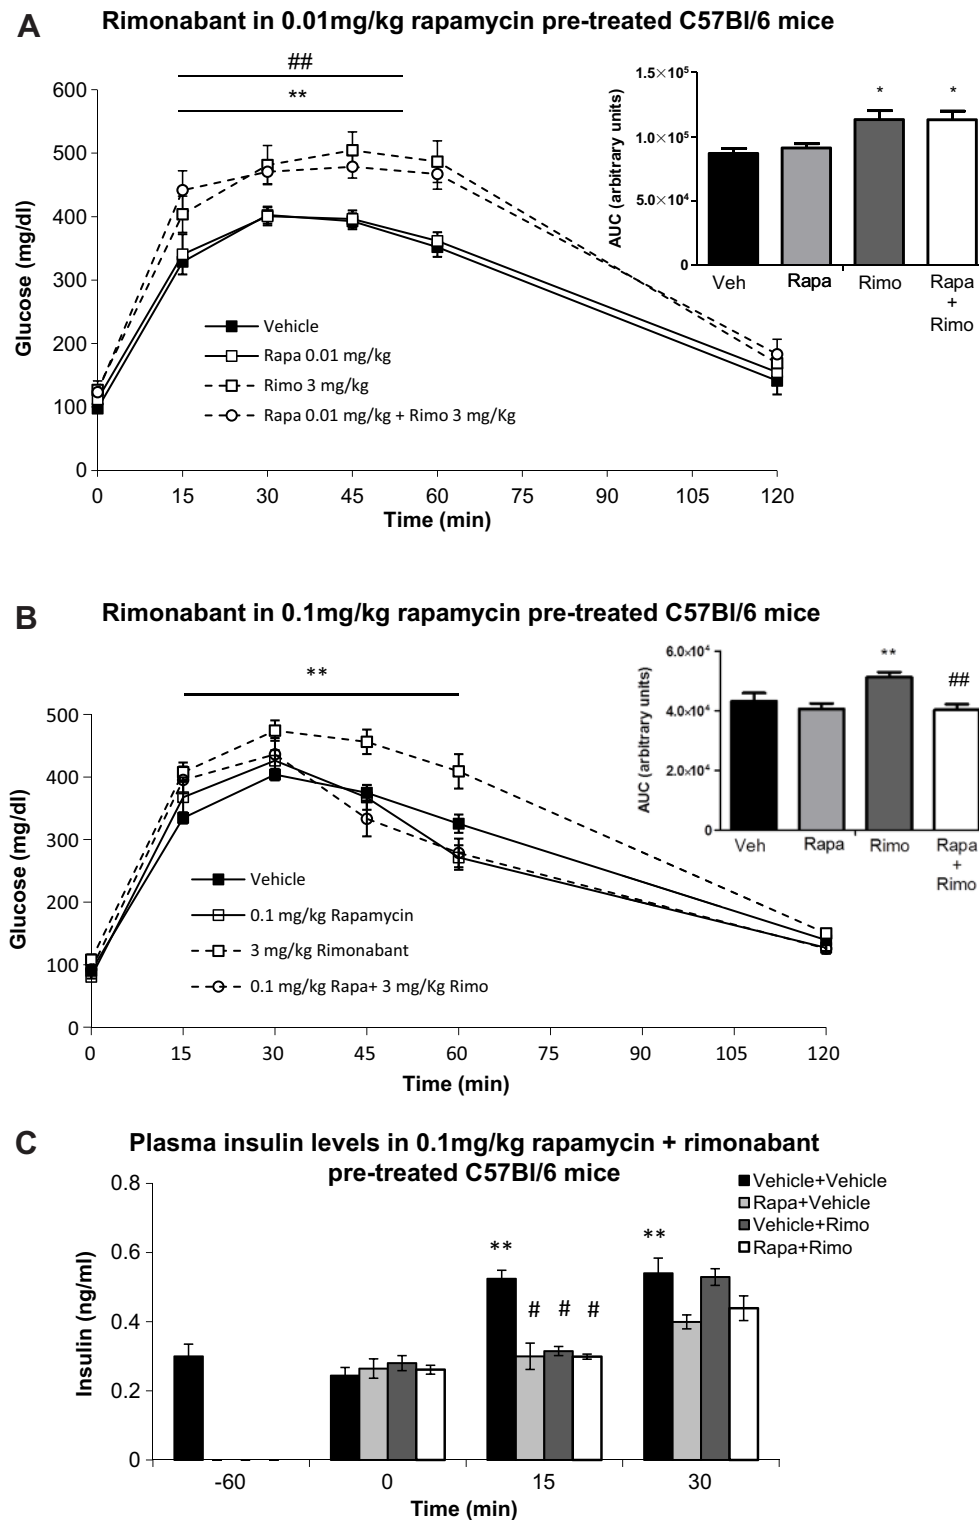 A
Rimonabant in 0.01mg/kg rapamycin pre-treated C57Bl/6 mice
##
**
600
500
400
300
200
100
0
Glucose (mg/dl)
0 15 30 45 60 75 90 105 120
Time (min)
Vehicle
Rapa 0.01 mg/kg
Rimo 3 mg/kg
Rapa 0.01 mg/kg + Rimo 3 mg/Kg
AUC (arbitrary units)
1.5×10⁵
1.0×10⁵
5.0×10⁴
0
* *
Veh Rapa Rimo Rapa
+
Rimo
B
Rimonabant in 0.1mg/kg rapamycin pre-treated C57Bl/6 mice
**
500
400
300
200
100
0
Glucose (mg/dl)
0 15 30 45 60 75 90 105 120
Time (min)
Vehicle
0.1 mg/kg Rapamycin
3 mg/kg Rimonabant
0.1 mg/kg Rapa+ 3 mg/Kg Rimo
AUC (arbitrary units)
6.0×10⁴
4.0×10⁴
2.0×10⁴
0
** ##
Veh Rapa Rimo Rapa
+
Rimo
C
Plasma insulin levels in 0.1mg/kg rapamycin + rimonabant
pre-treated C57Bl/6 mice
Vehicle+Vehicle
Rapa+Vehicle
Vehicle+Rimo
Rapa+Rimo
0.8
0.6
0.4
0.2
0
Insulin (ng/ml)
** **
# # #
-60 0 15 30
Time (min)